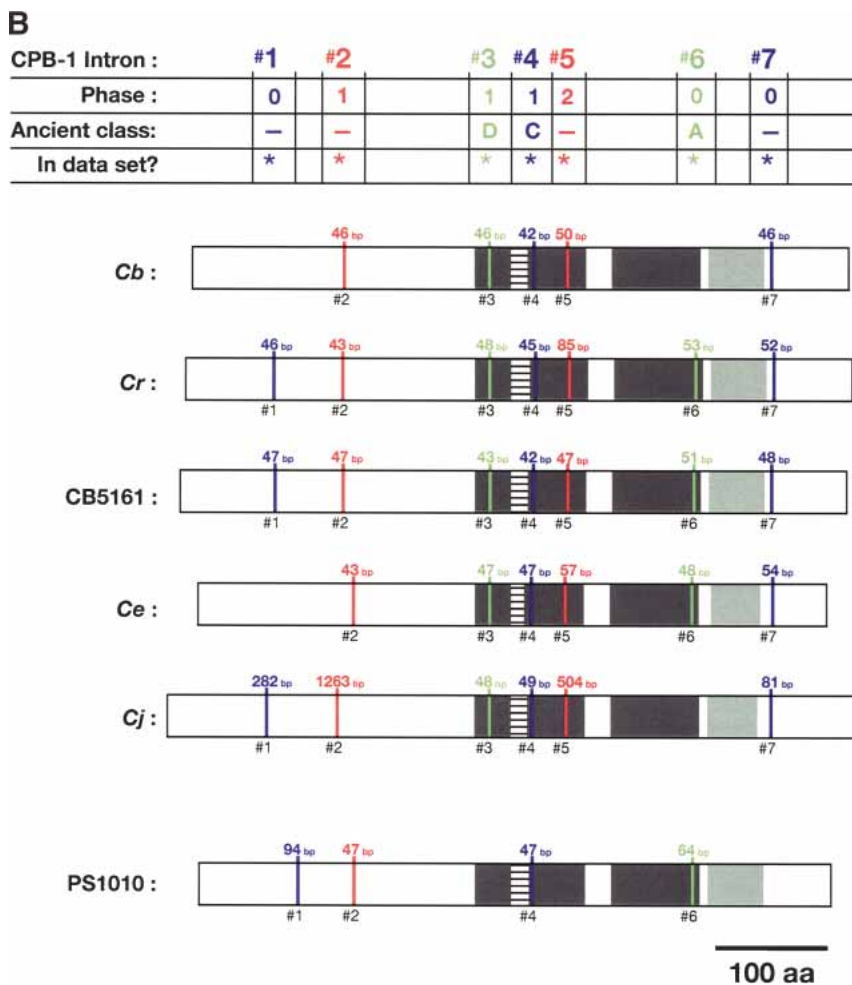 B
CPB-1 Intron : #1 #2 #3 #4 #5 #6 #7
Phase : 0 1 1 1 2 0 0
Ancient class: – – D C – A –
In data set? * * * * * * *
46 bp 46 bp 42 bp 50 bp 46 bp
Cb :
#2 #3 #4 #5 #7
46 bp 43 bp 48 bp 45 bp 85 bp 53 bp 52 bp
Cr :
#1 #2 #3 #4 #5 #6 #7
47 bp 47 bp 43 bp 42 bp 47 bp 51 bp 48 bp
CB5161 :
#1 #2 #3 #4 #5 #6 #7
43 bp 47 bp 47 bp 57 bp 48 bp 54 bp
Ce :
#2 #3 #4 #5 #6 #7
282 bp 1263 bp 48 bp 49 bp 504 bp 81 bp
Cj :
#1 #2 #3 #4 #5 #7
94 bp 47 bp 47 bp 64 bp
PS1010 :
#1 #2 #4 #6
100 aa